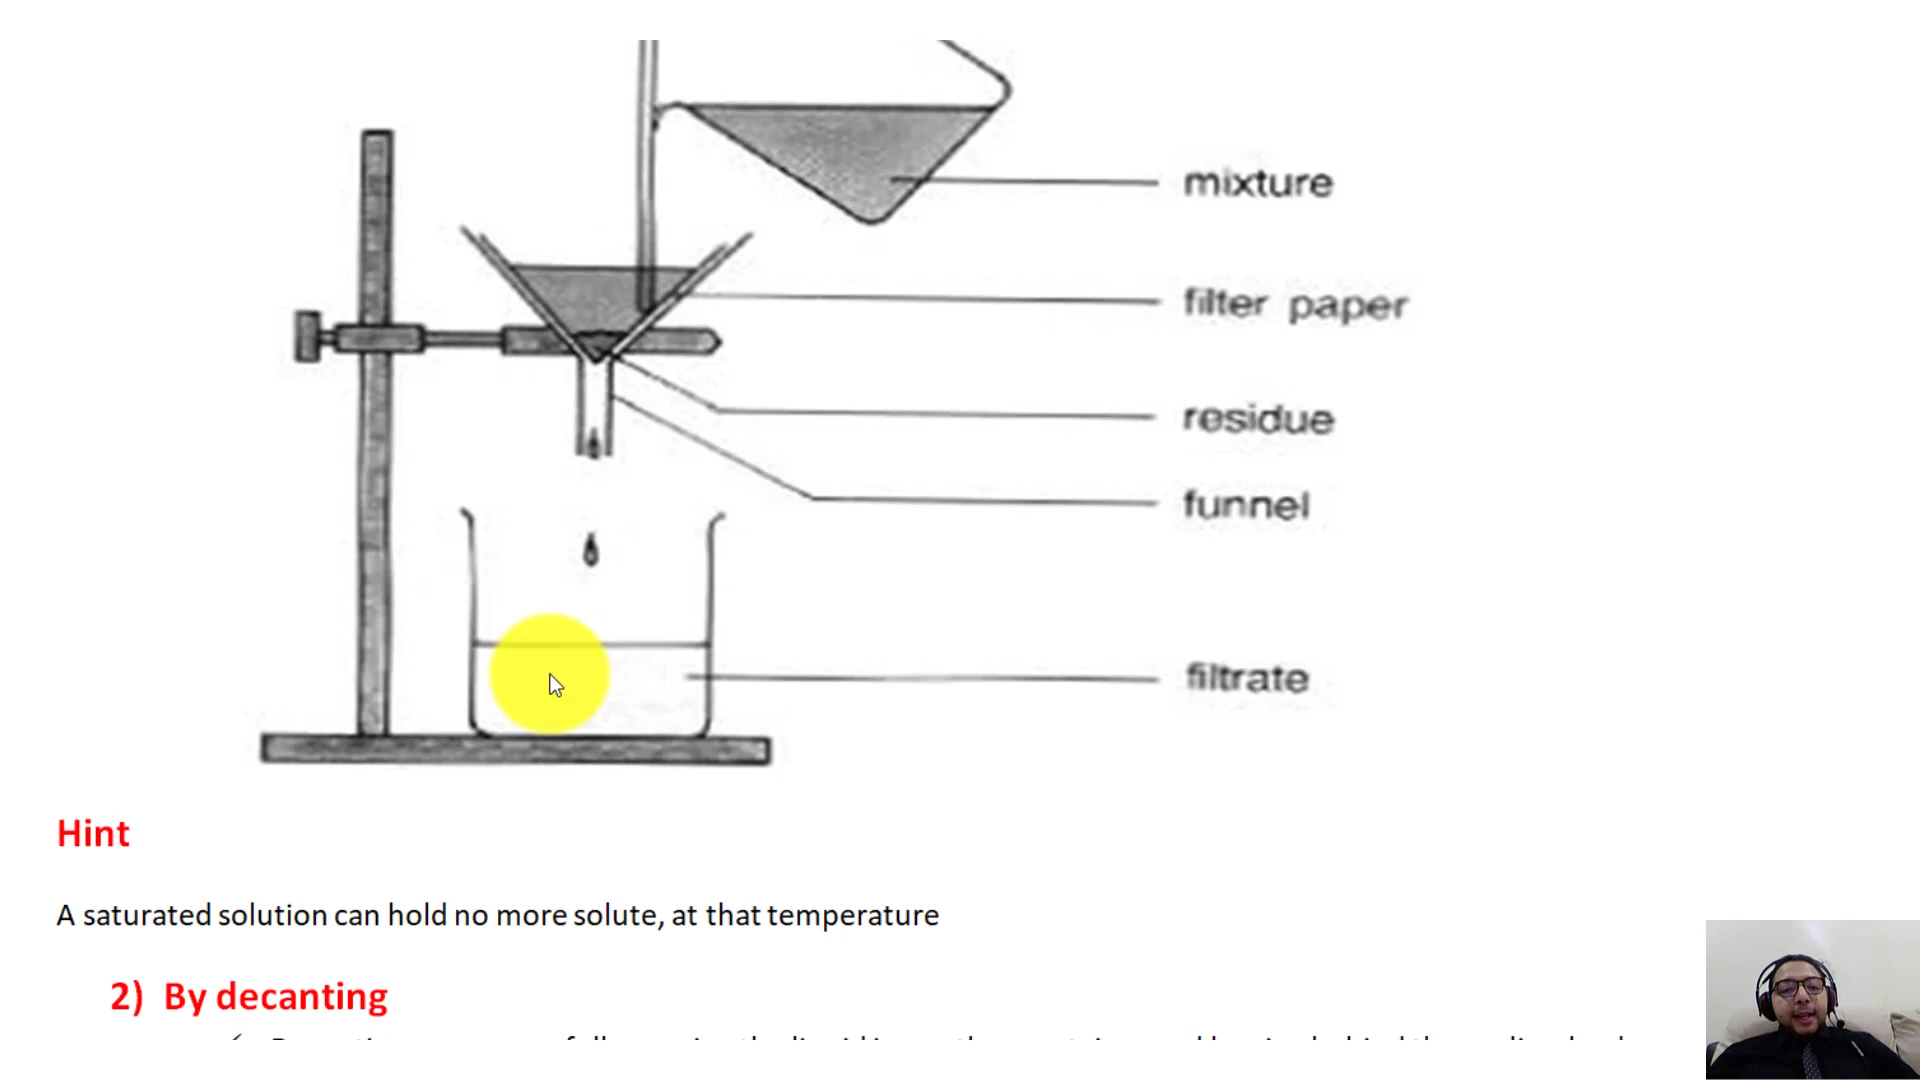 mixture
filter paper
residue
funnel
filtrate
Hint
A saturated solution can hold no more solute, at that temperature
2) By decanting